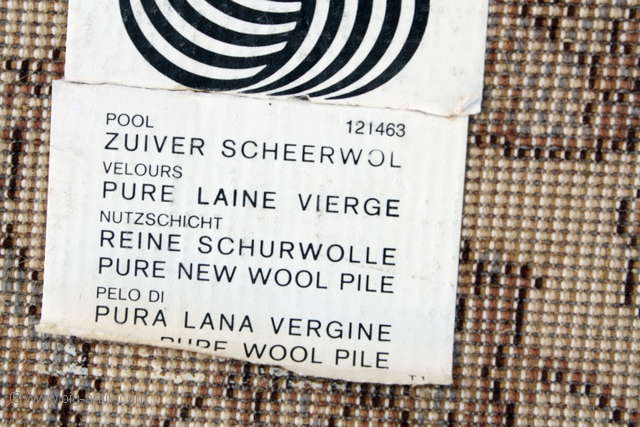 POOL 121463
ZUIVER SCHEERWOL
VELOURS
PURE LAINE VIERGE
NUTZSCHICHT
REINE SCHURWOLLE
PURE NEW WOOL PILE
PELO DI
PURA LANA VERGINE
PURE WOOL PILE